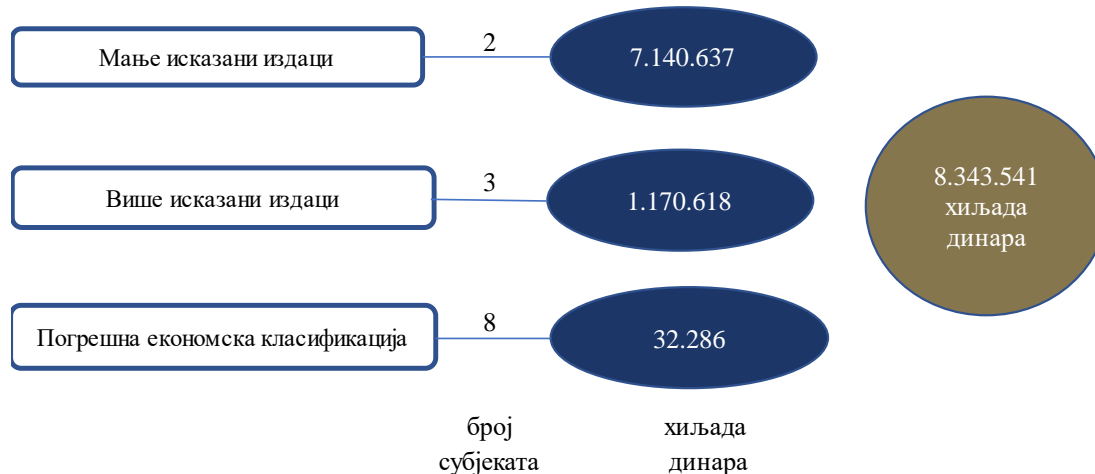 Мање исказани издаци
2
7.140.637
Више исказани издаци
3
1.170.618
8.343.541
хиљада
динара
Погрешна економска класификација
8
32.286
број
субјеката
хиљада
динара